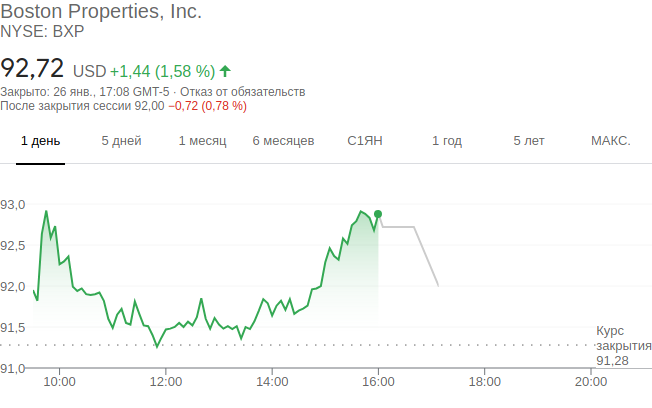 Boston Properties, Inc.
NYSE: BXP
92,72 USD +1,44 (1,58 %)
Закрыто: 26 янв., 17:08 GMT-5 · Отказ от обязательств
После закрытия сессии 92,00 −0,72 (0,78 %)
1 день 5 дней 1 месяц 6 месяцев С1ЯН 1 год 5 лет МАКС.
93,0
92,5
92,0
91,5
91,0
Курс
закрытия
91,28
10:00 12:00 14:00 16:00 18:00 20:00